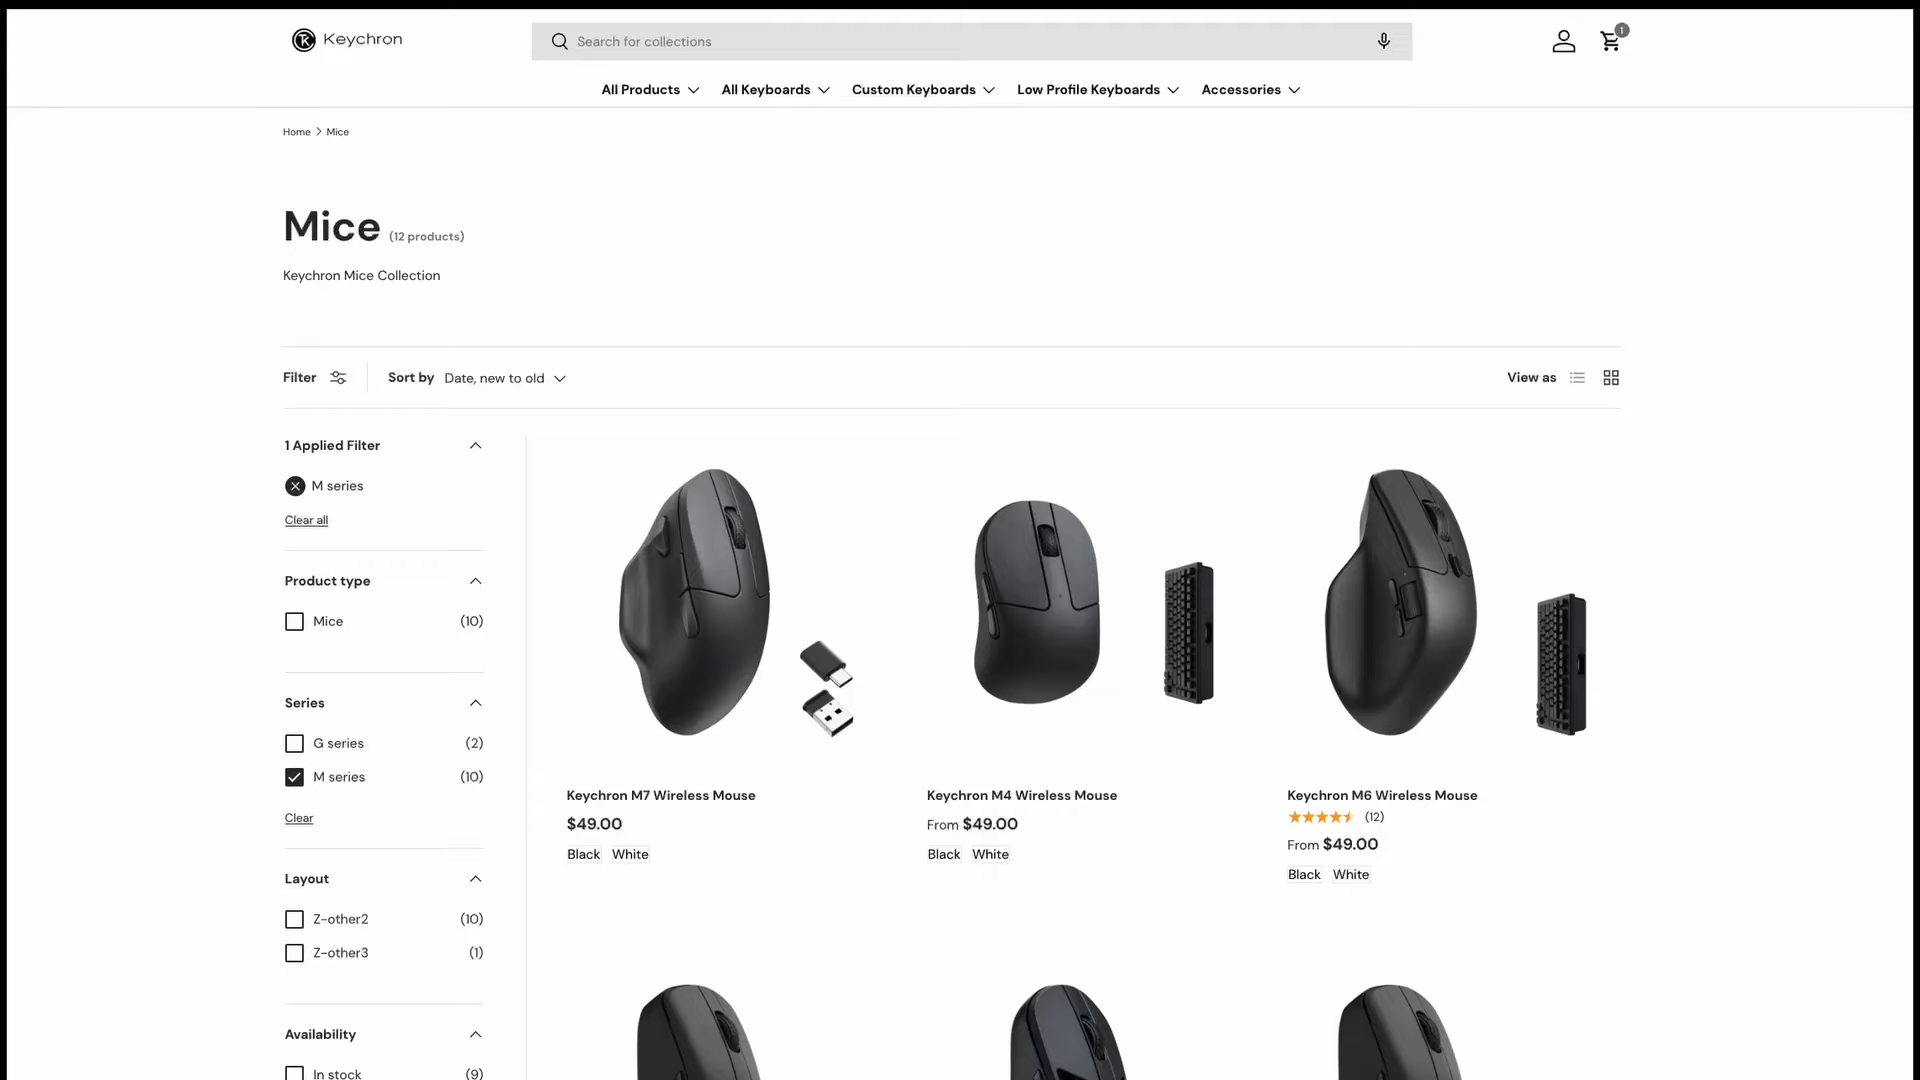 Keychron
Search for collections
1
All Products
All Keyboards
Custom Keyboards
Low Profile Keyboards
Accessories
Home > Mice
Mice (12 products)
Keychron Mice Collection
Filter
Sort by Date, new to old
View as
1 Applied Filter
M series
Clear all
Product type
Mice (10)
Series
G series (2)
M series (10)
Clear
Layout
Z-other2 (10)
Z-other3 (1)
Availability
In stock (9)
Keychron M7 Wireless Mouse
$49.00
Black White
Keychron M4 Wireless Mouse
From $49.00
Black White
Keychron M6 Wireless Mouse
(12)
From $49.00
Black White